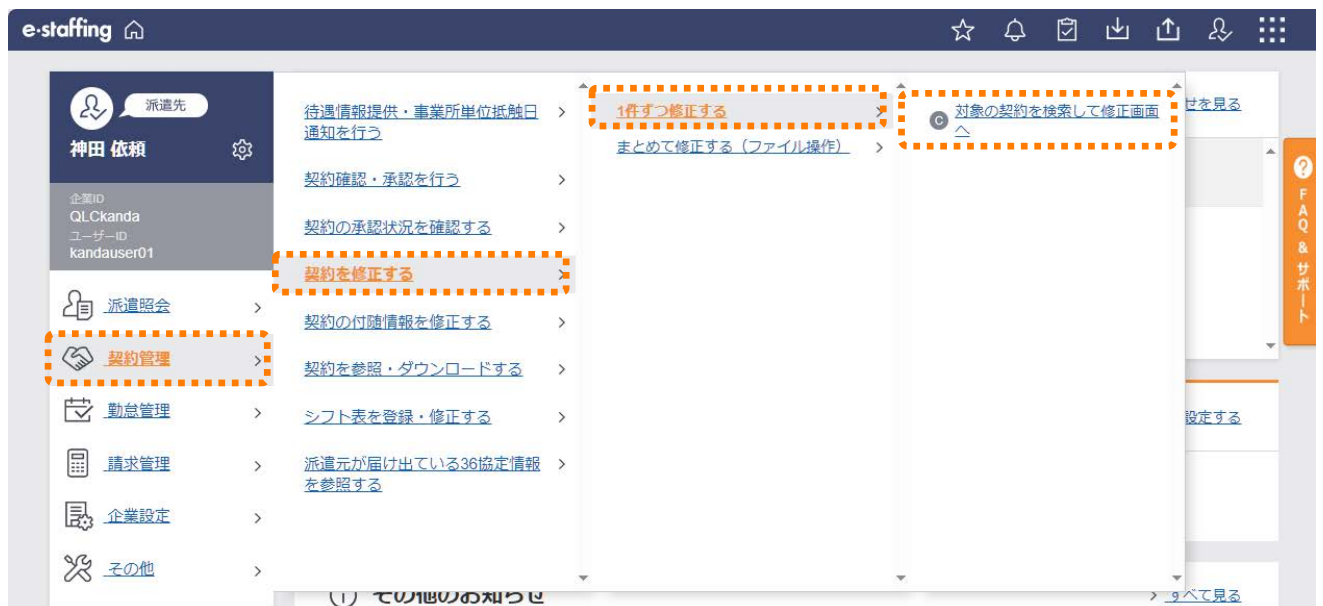 e-staffing
派遣先
神田 依頼
企業ID
QLCkanda
ユーザーID
kandauser01
派遣照会
契約管理
勤怠管理
請求管理
企業設定
その他
待遇情報提供・事業所単位抵触日
通知を行う
契約確認・承認を行う
契約の承認状況を確認する
契約を修正する
契約の付随情報を修正する
契約を参照・ダウンロードする
シフト表を登録・修正する
派遣元が届け出ている36協定情報
を参照する
1件ずつ修正する
まとめて修正する（ファイル操作）
C 対象の契約を検索して修正画面
へ
せを見る
設定する
? FAQ & サポート
その他のお知らせ
すべて見る